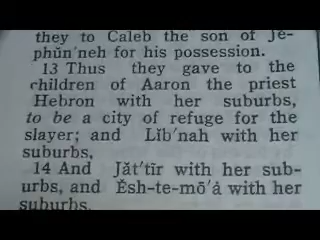 they to Caleb the son of Je-
phŭn′neh for his possession.
13 Thus they gave to the
children of Aaron the priest
Hebron with her suburbs,
to be a city of refuge for the
slayer; and Lĭb′nah with her
suburbs,
14 And Jăt′tīr with her sub-
urbs, and Ĕsh-te-mō′á with her
suburbs.